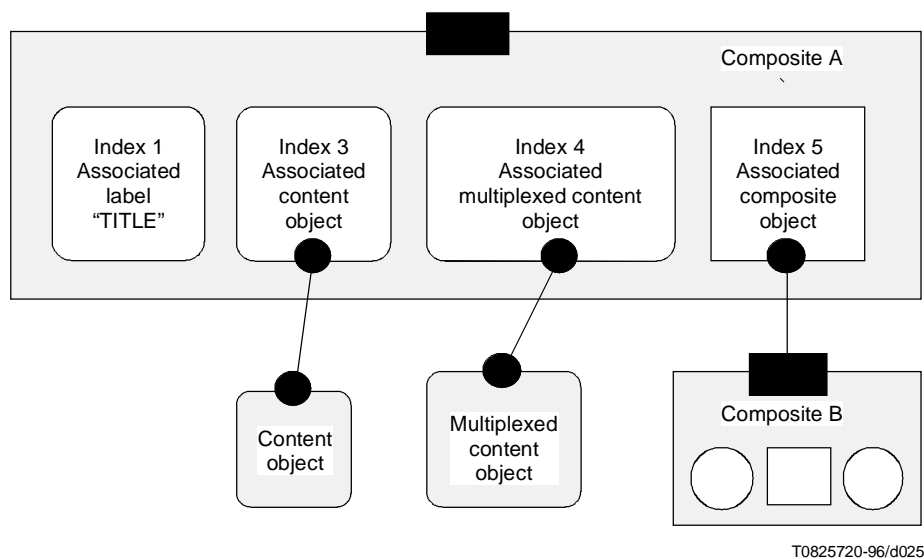 Composite A
Index 1
Associated
label
“TITLE”
Index 3
Associated
content
object
Index 4
Associated
multiplexed content
object
Index 5
Associated
composite
object
Content
object
Multiplexed
content
object
Composite B
T0825720-96/d025